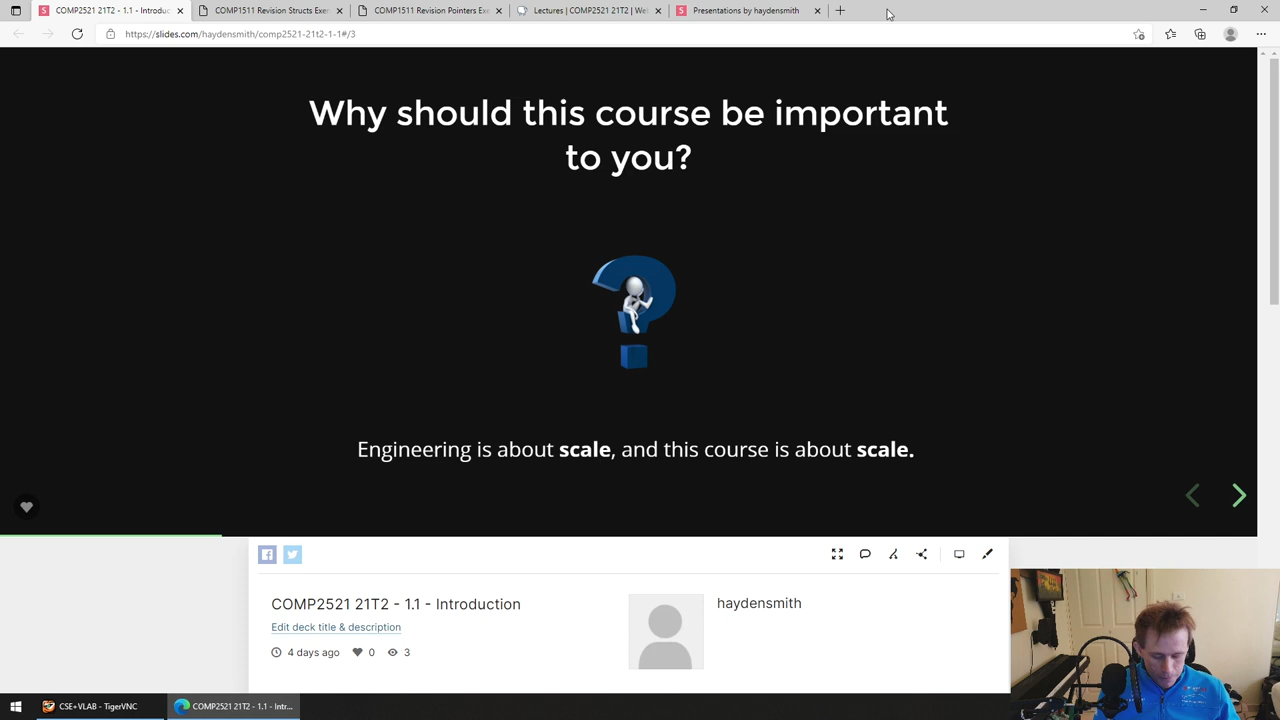 COMP2521 21T2 - 1.1 - Introduc
COMP1511 Revision Structs Exer
COMP1511 Revision Pointers Exe
Lectures | COMP2521 21T2 | We
Presentations by haydensmith
https://slides.com/haydensmith/comp2521-21t2-1-1#/3
Why should this course be important
to you?
Engineering is about scale, and this course is about scale.
COMP2521 21T2 - 1.1 - Introduction
Edit deck title & description
4 days ago
0
3
haydensmith
CSE+VLAB - TigerVNC
COMP2521 21T2 - 1.1 - Intr...